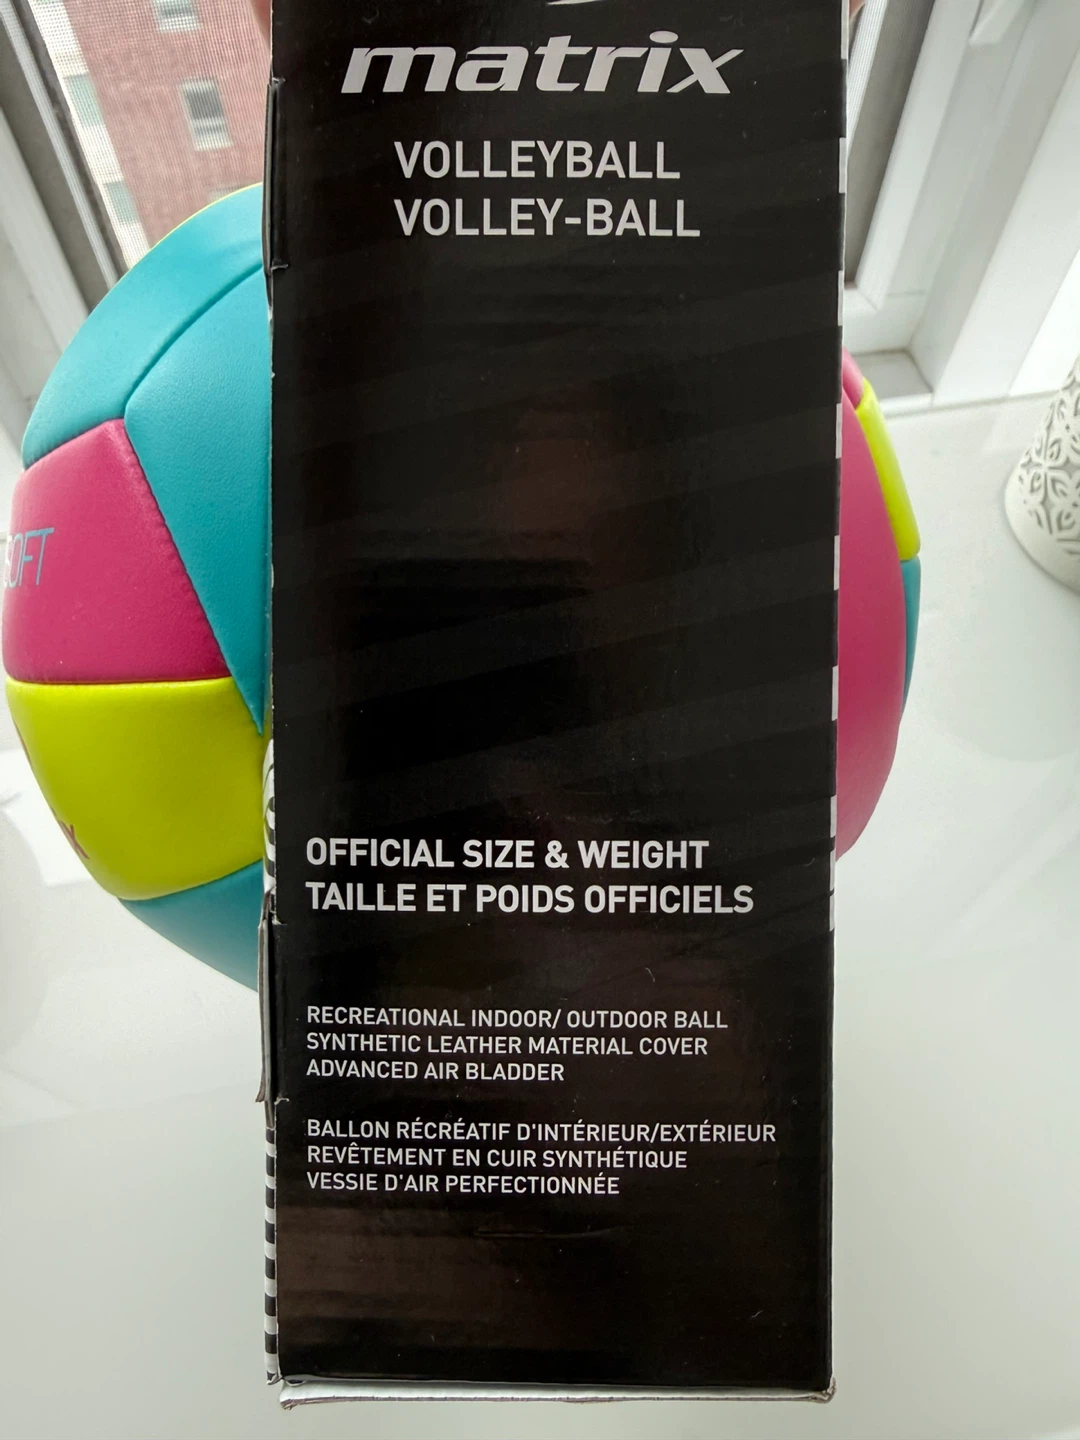 matrix
VOLLEYBALL
VOLLEY-BALL
SOFT
OFFICIAL SIZE & WEIGHT
TAILLE ET POIDS OFFICIELS
RECREATIONAL INDOOR/ OUTDOOR BALL
SYNTHETIC LEATHER MATERIAL COVER
ADVANCED AIR BLADDER
BALLON RÉCRÉATIF D'INTÉRIEUR/EXTÉRIEUR
REVÊTEMENT EN CUIR SYNTHÉTIQUE
VESSIE D'AIR PERFECTIONNÉE